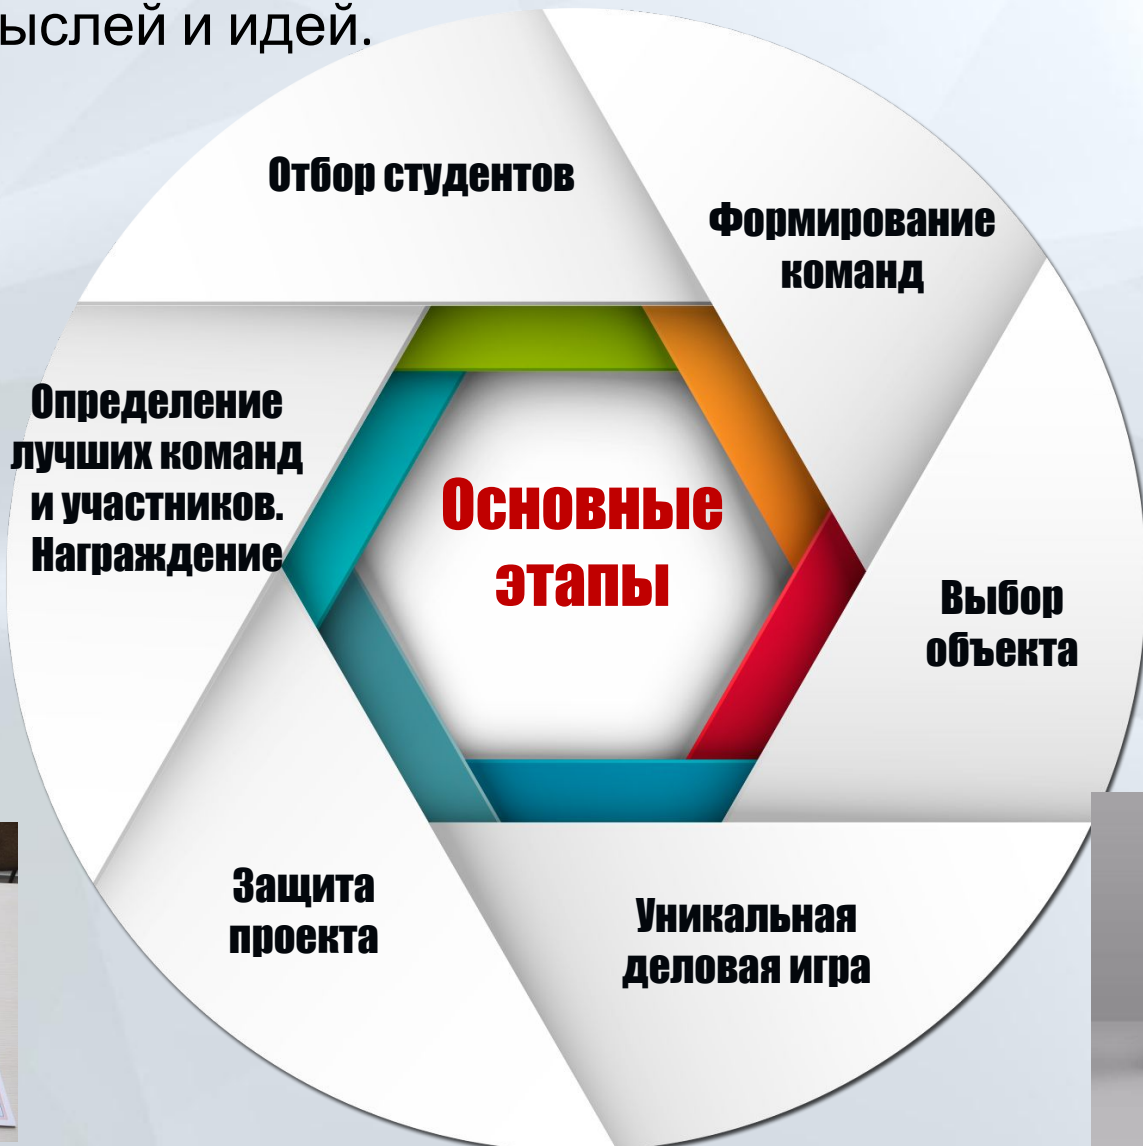 и идей.
Отбор студентов
Формирование
команд
Определение
лучших команд
и участников.
Награждение
Основные
этапы
Выбор
объекта
Защита
проекта
Уникальная
деловая игра